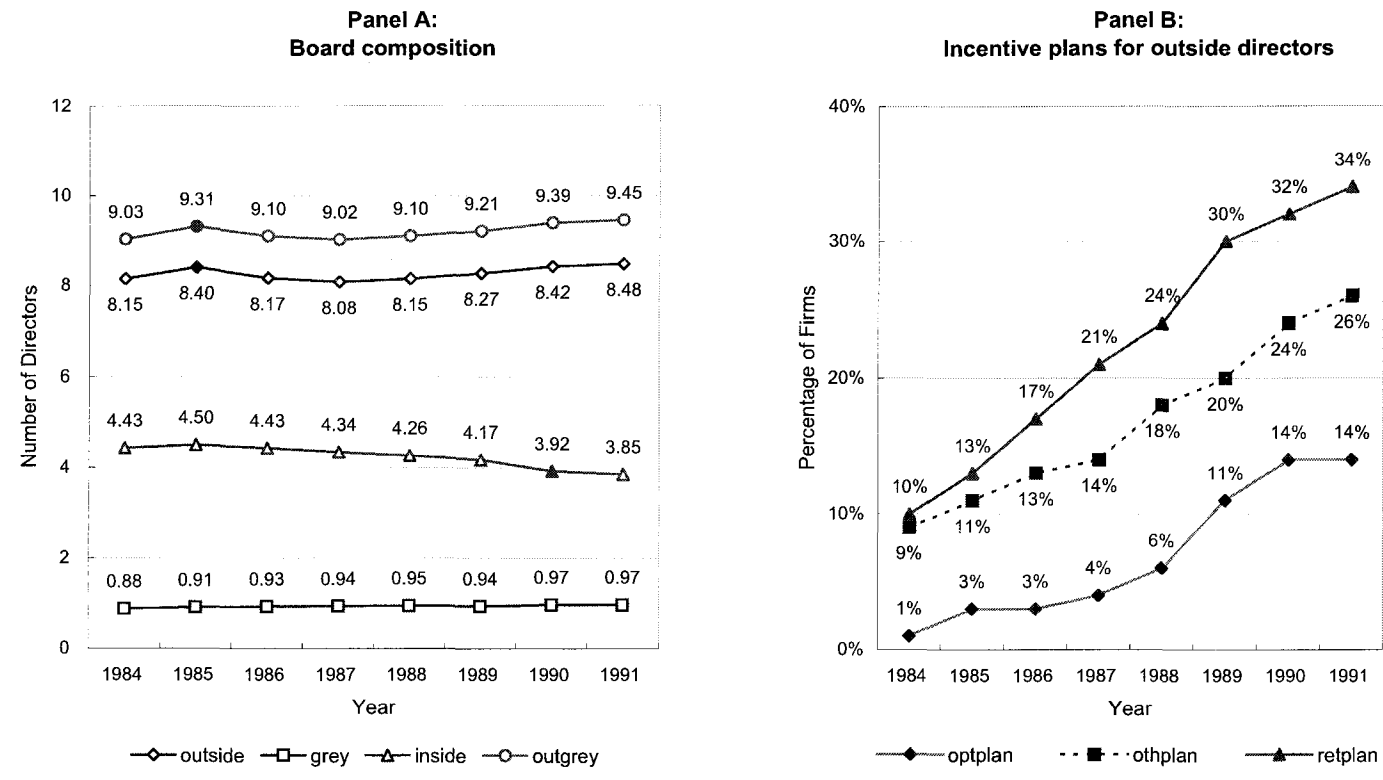 Panel A:
Board composition
12
10
8
6
4
2
0
Number of Directors
9.03 9.31 9.10 9.02 9.10 9.21 9.39 9.45
8.15 8.40 8.17 8.08 8.15 8.27 8.42 8.48
4.43 4.50 4.43 4.34 4.26 4.17 3.92 3.85
0.88 0.91 0.93 0.94 0.95 0.94 0.97 0.97
1984 1985 1986 1987 1988 1989 1990 1991
Year
outside grey inside outgrey
Panel B:
Incentive plans for outside directors
40%
30%
20%
10%
0%
Percentage of Firms
10% 13% 17% 21% 24% 30% 32% 34%
9% 11% 13% 14% 18% 20% 24% 26%
1% 3% 3% 4% 6% 11% 14% 14%
1984 1985 1986 1987 1988 1989 1990 1991
Year
optplan othplan retplan